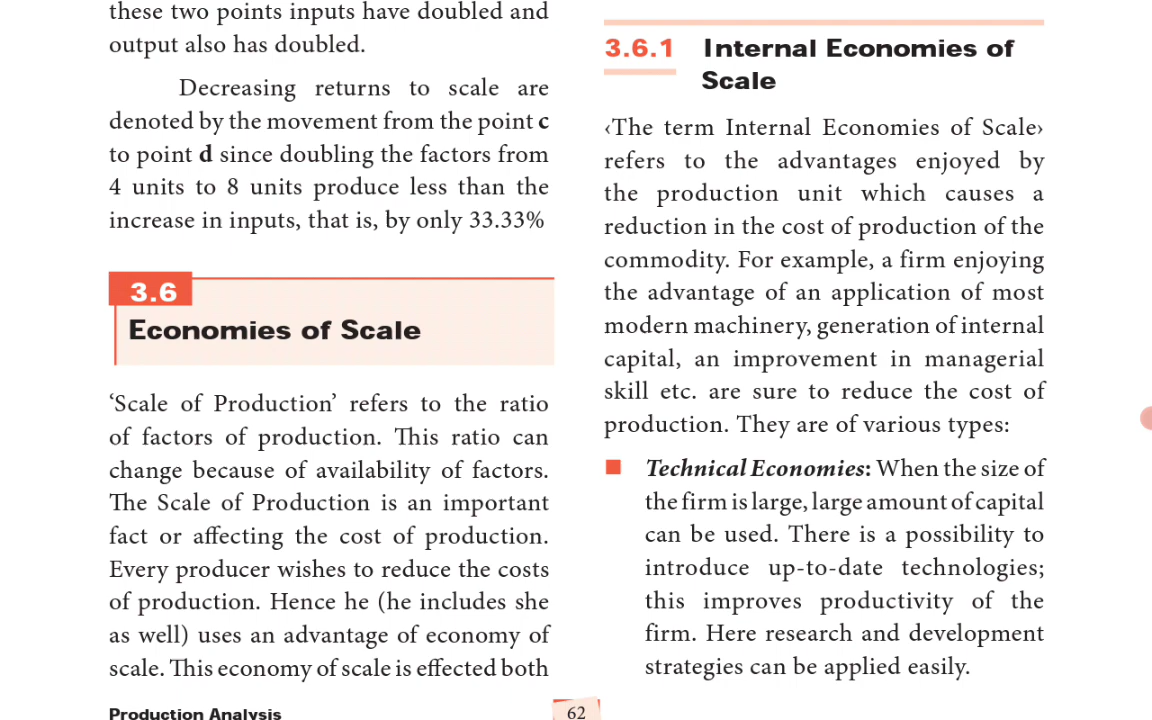 these two points inputs have doubled and
output also has doubled.
Decreasing returns to scale are
denoted by the movement from the point c
to point d since doubling the factors from
4 units to 8 units produce less than the
increase in inputs, that is, by only 33.33%
3.6
Economies of Scale
‘Scale of Production’ refers to the ratio
of factors of production. This ratio can
change because of availability of factors.
The Scale of Production is an important
fact or affecting the cost of production.
Every producer wishes to reduce the costs
of production. Hence he (he includes she
as well) uses an advantage of economy of
scale. This economy of scale is effected both
3.6.1 Internal Economies of
Scale
‹The term Internal Economies of Scale›
refers to the advantages enjoyed by
the production unit which causes a
reduction in the cost of production of the
commodity. For example, a firm enjoying
the advantage of an application of most
modern machinery, generation of internal
capital, an improvement in managerial
skill etc. are sure to reduce the cost of
production. They are of various types:
■ Technical Economies: When the size of
the firm is large, large amount of capital
can be used. There is a possibility to
introduce up-to-date technologies;
this improves productivity of the
firm. Here research and development
strategies can be applied easily.
Production Analysis
62